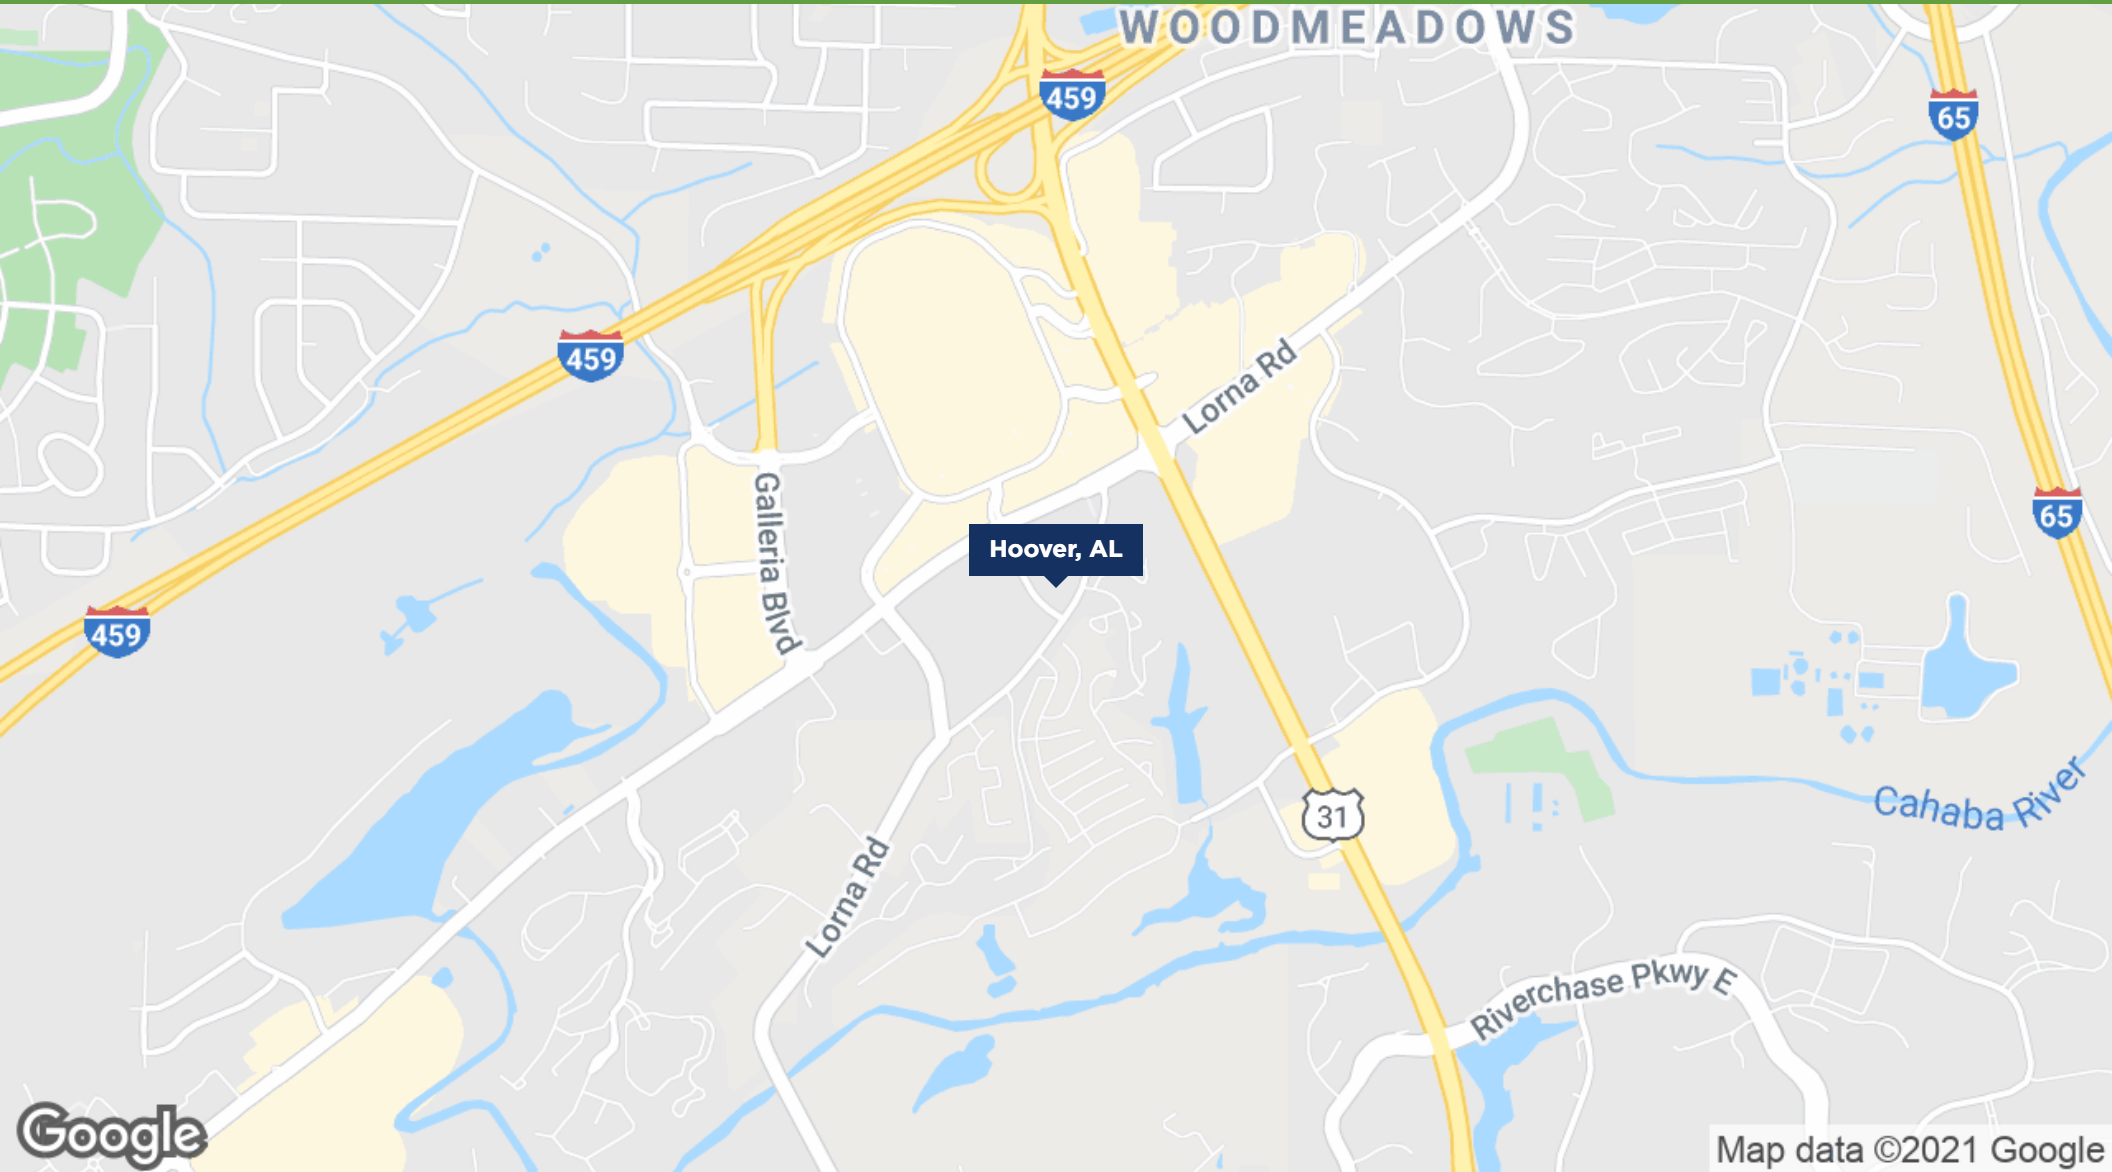 WOODMEADOWS
459
65
459
Lorna Rd
Galleria Blvd
65
Hoover, AL
459
Cahaba River
31
Lorna Rd
Riverchase Pkwy E
Google
Map data ©2021 Google